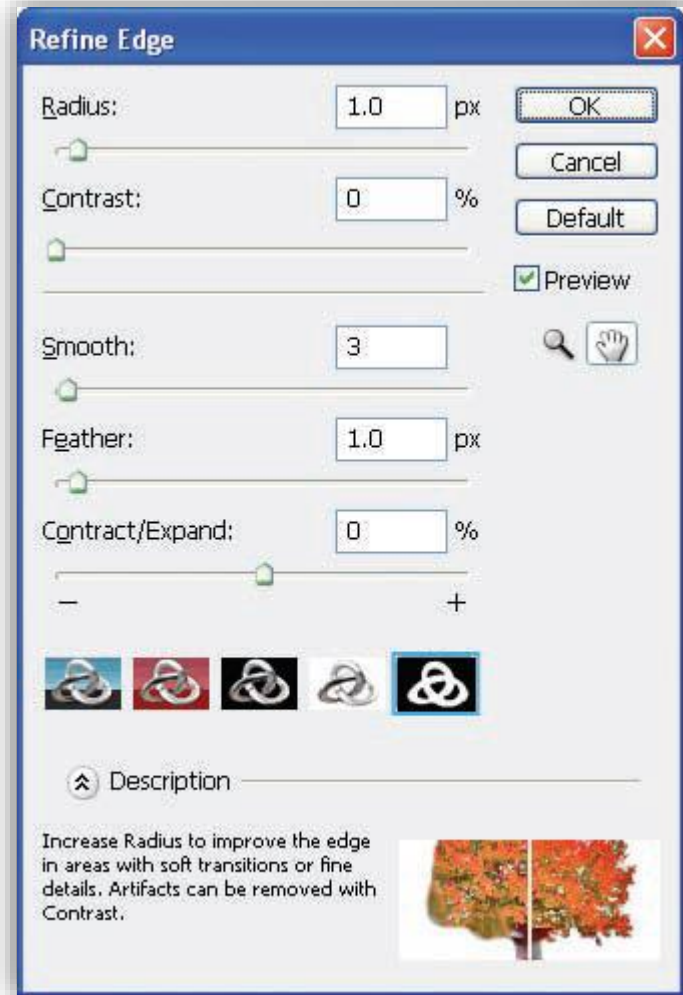 Refine Edge
Radius: 1.0 px
OK
Contrast: 0 %
Cancel
Default
Preview
Smooth: 3
Feather: 1.0 px
Contract/Expand: 0 %
− +
Description
Increase Radius to improve the edge
in areas with soft transitions or fine
details. Artifacts can be removed with
Contrast.